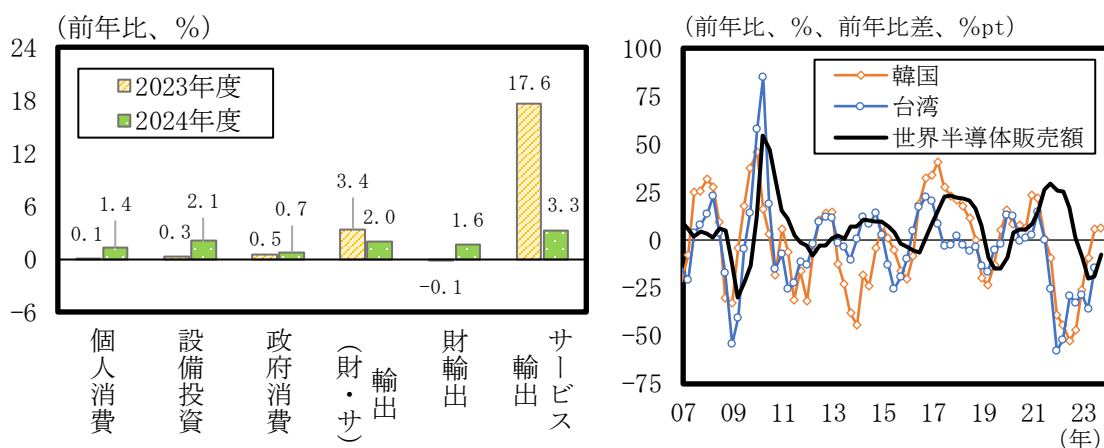 (前年比、%)
24
18
12
6
0
-6
2023年度
2024年度
0.1
1.4
0.3
2.1
0.5
0.7
3.4
2.0
-0.1
1.6
17.6
3.3
個人消費
設備投資
政府消費
輸出
(財・サ)
財輸出
サービス
輸出
(前年比、%、前年比差、%pt)
100
75
50
25
0
-25
-50
-75
韓国
台湾
世界半導体販売額
07 09 11 13 15 17 19 21 23
(年)